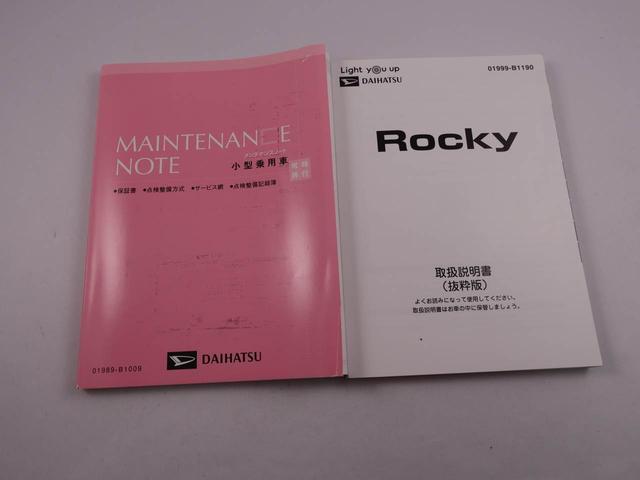 MAINTENANCE
NOTE
メンテナンスノート
小型乗用車
●保証書 ●点検整備方式 ●サービス網 ●点検整備記録簿
DAIHATSU
01989-B1009
Light you up
DAIHATSU
01999-B1190
Rocky
取扱説明書
(抜粋版)
よくお読みになって使用してください。
取扱説明書はお車の中に保管しましょう。